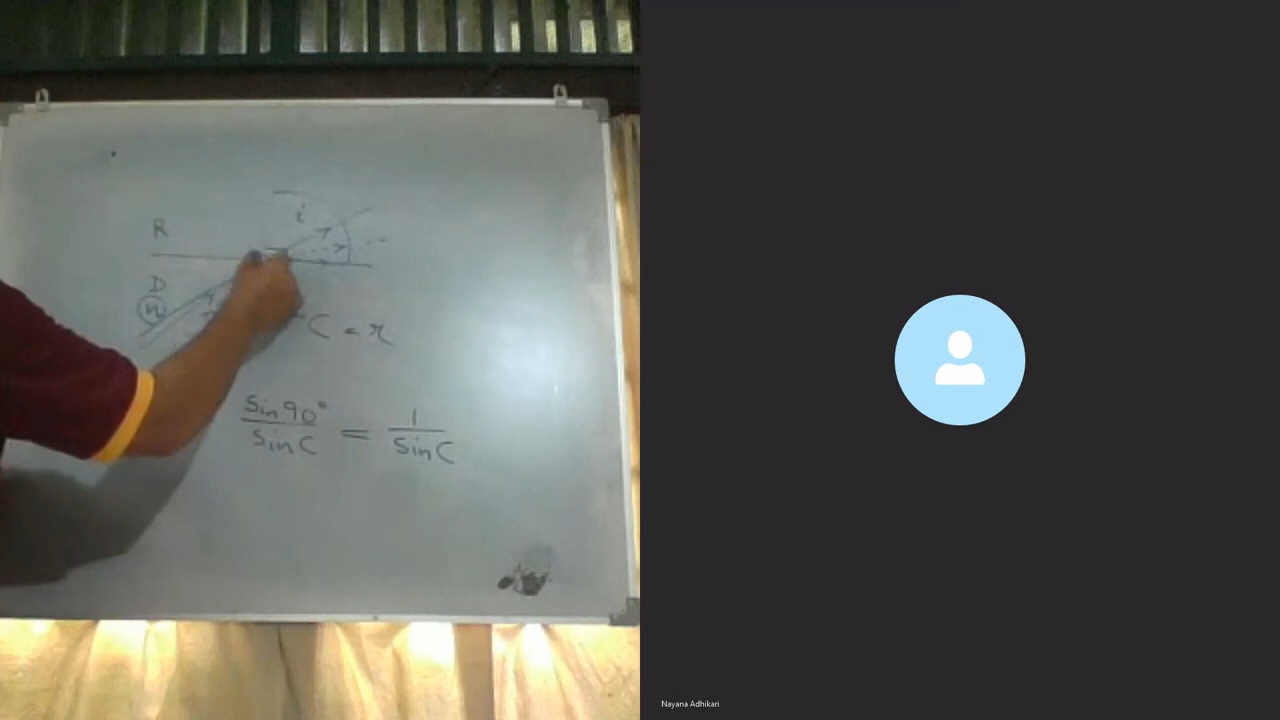 i
R
D
C = r
sin 90° / sin C = 1 / sin C
Nayana Adhikari